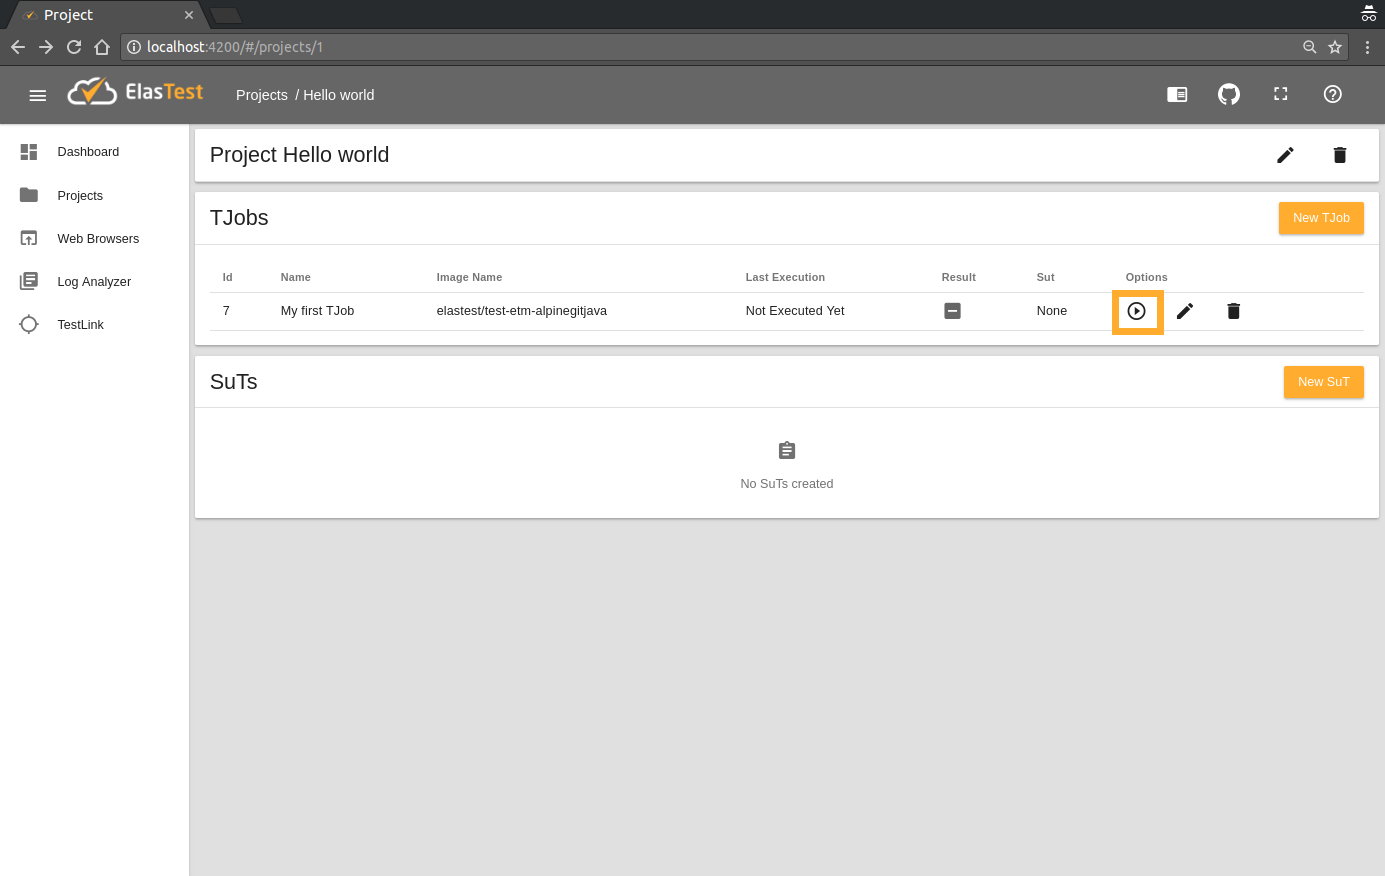 Project
localhost:4200/#/projects/1
ElasTest
Projects / Hello world
Dashboard
Projects
Web Browsers
Log Analyzer
TestLink
Project Hello world
TJobs
New TJob
Id Name Image Name Last Execution Result Sut Options
7 My first TJob elastest/test-etm-alpinegitjava Not Executed Yet None
SuTs
New SuT
No SuTs created